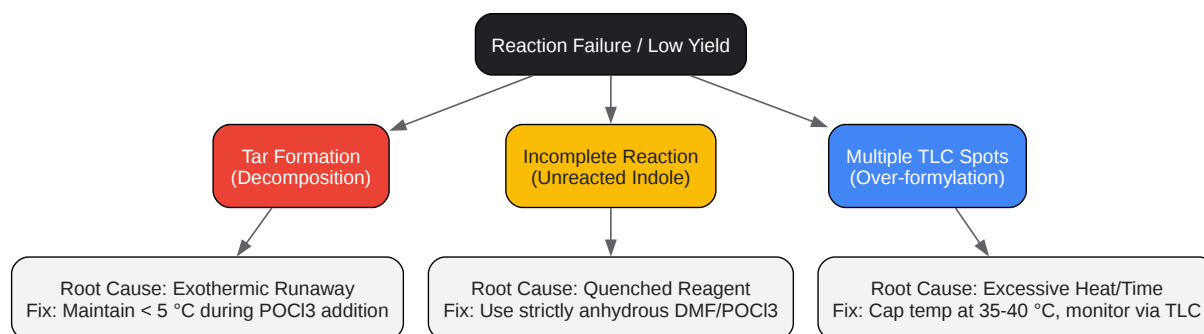 Reaction Failure / Low Yield
Tar Formation
(Decomposition)
Incomplete Reaction
(Unreacted Indole)
Multiple TLC Spots
(Over-formylation)
Root Cause: Exothermic Runaway
Fix: Maintain < 5 °C during POCl3 addition
Root Cause: Quenched Reagent
Fix: Use strictly anhydrous DMF/POCl3
Root Cause: Excessive Heat/Time
Fix: Cap temp at 35-40 °C, monitor via TLC